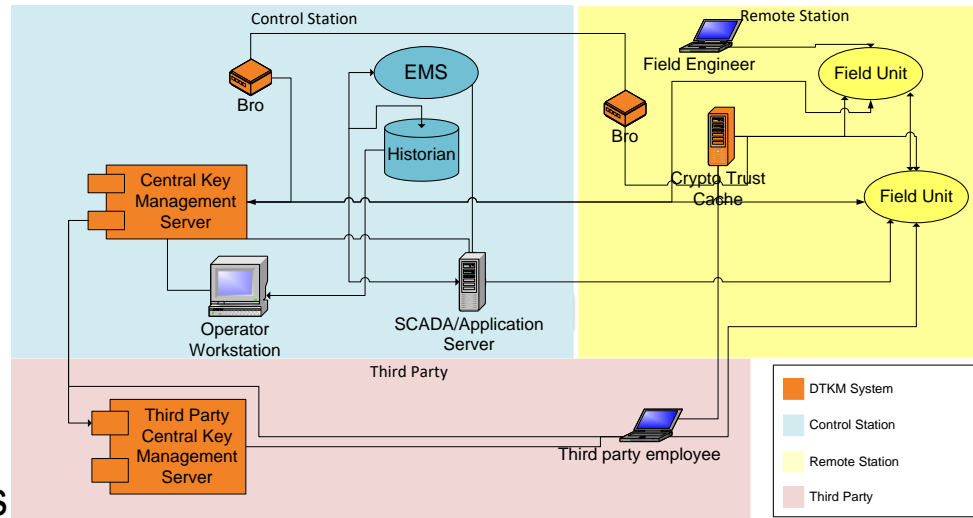 Control Station
Remote Station
EMS
Field Engineer
Field Unit
Bro
Bro
Historian
Crypto Trust
Cache
Central Key
Management
Server
Field Unit
Operator
Workstation
SCADA/Application
Server
Third Party
Third Party
Central Key
Management
Server
Third party employee
DTKM System
Control Station
Remote Station
Third Party
s